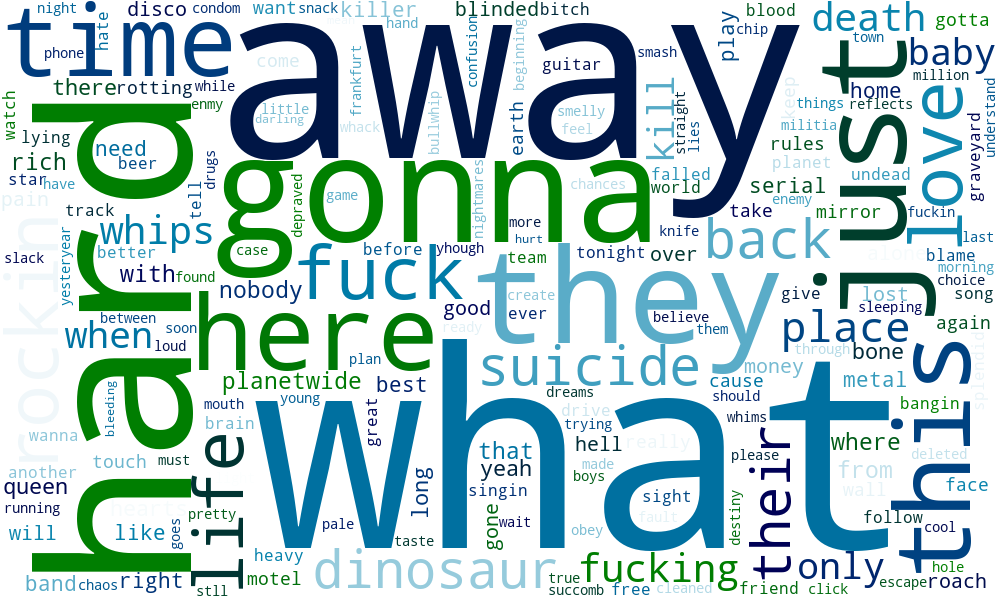 night disco condom want snack killer blinded bitch blood death gotta
time away hate come phone hand confusion beginning guitar smash play chip town baby
there rotting while enmy little darling frankfurt whack bullwhip earth smelly feel kill straight lies keep things home million reflects
watch lying need beer rich hard militia rules planet understand graveyard
star have drugs tell gonna depraved game nightmares chances falled world serial undead love just
pain track whips more knife take enemy mirror fuckin
slack yesteryear better with found case before yhough hurt team tonight over back alone blame last
rockin nobody fuck they good create ever believe give lost morning choice sleeping song
between when soon loud here ready them place through bone again
plan suicide money metal splendid this
planetwide best dreams cause should
bleeding mouth young great drive trying whims bangin
wanna brain what that hell really where
another touch must yeah made boys please from wall deleted
queen life long singin sight their face
running pretty pale gone wait fault destiny follow
will like goes taste obey cool
heavy hole
band chaos right motel dinosaur fucking only roach
stll true succomb free cleaned friend click escape